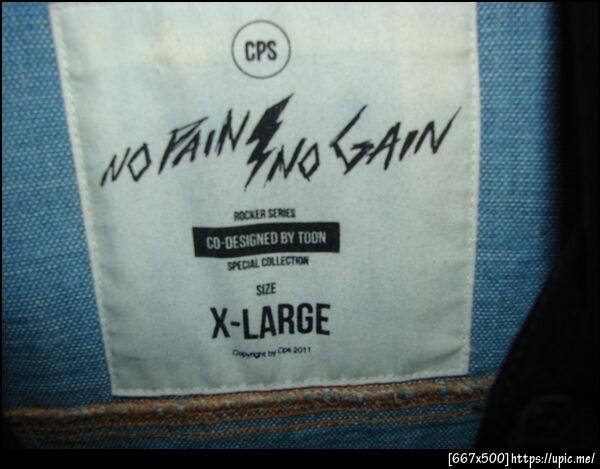 CPS
NO PAIN NO GAIN
ROCKER SERIES
CO-DESIGNED BY TOON
SPECIAL COLLECTION
SIZE
X-LARGE
Copyright by Cps 2011
[667x500]https://upic.me/